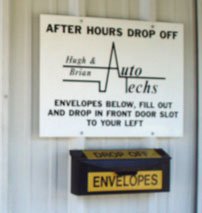 AFTER HOURS DROP OFF
Hugh &
Brian
Auto
Techs
ENVELOPES BELOW, FILL OUT
AND DROP IN FRONT DOOR SLOT
TO YOUR LEFT
DROP OFF
ENVELOPES